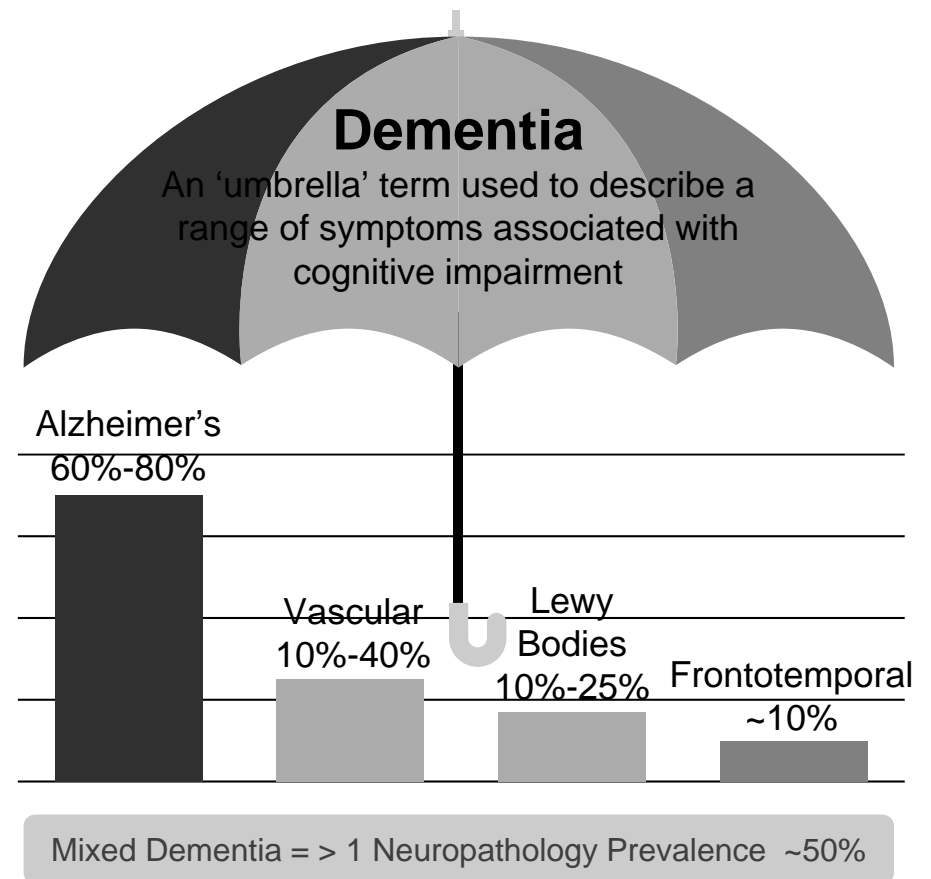 Dementia
An ‘umbrella’ term used to describe a
range of symptoms associated with
cognitive impairment
Alzheimer’s
60%-80%
Vascular
10%-40%
Lewy
Bodies
10%-25%
Frontotemporal
~10%
Mixed Dementia = > 1 Neuropathology Prevalence ~50%